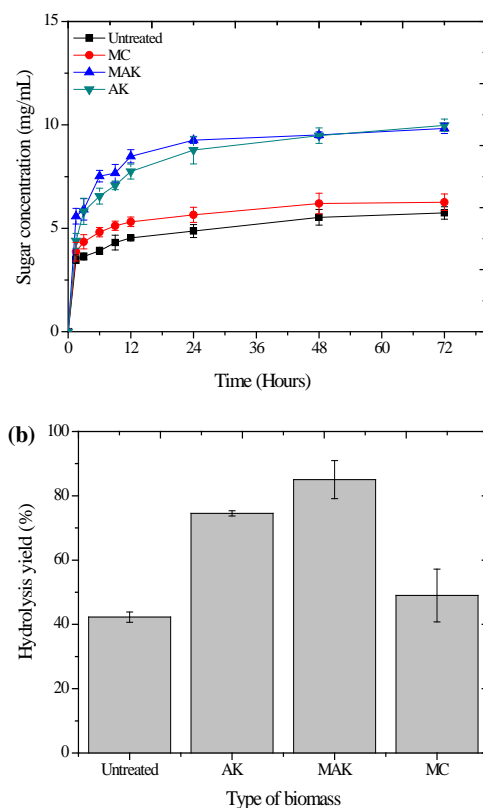 15
Untreated
MC
MAK
AK
10
5
0
Sugar concentration (mg/mL)
0 12 24 36 48 60 72
Time (Hours)
(b)
100
80
60
40
20
0
Hydrolysis yield (%)
Untreated AK MAK MC
Type of biomass